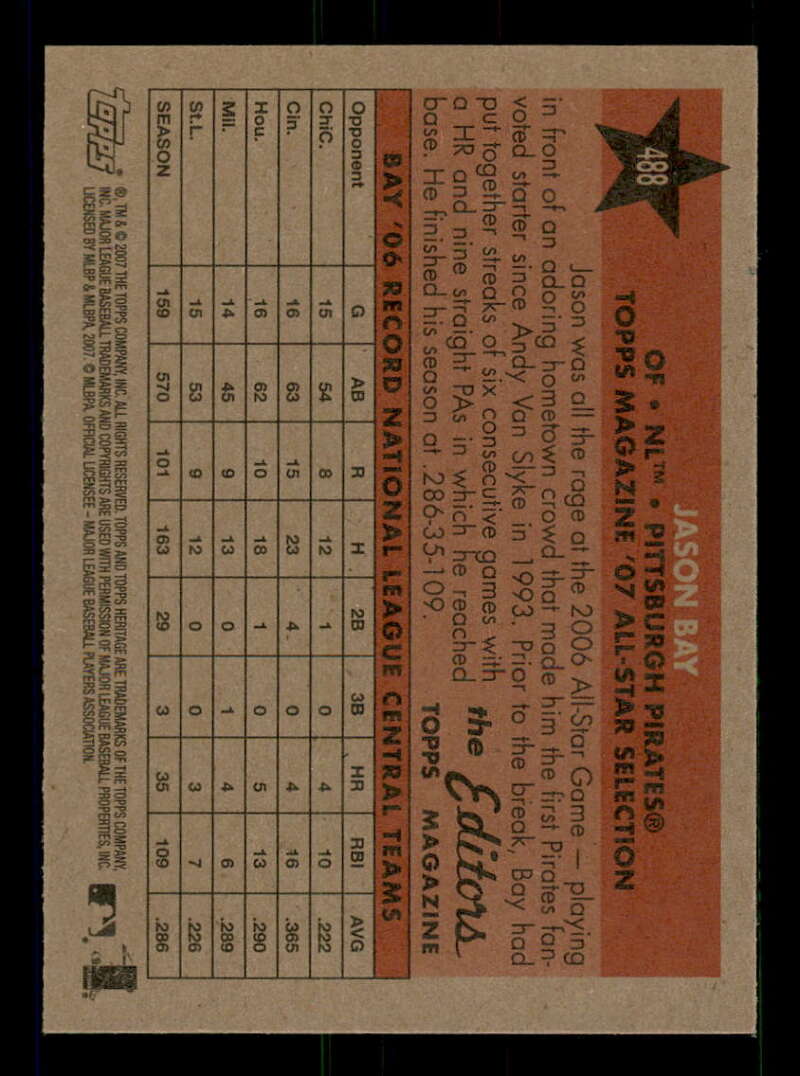 488
JASON BAY
OF • NL™ • PITTSBURGH PIRATES®
TOPPS MAGAZINE '07 ALL-STAR SELECTION
Jason was all the rage at the 2006 All-Star Game — playing
in front of an adoring hometown crowd that made him the first Pirates fan-
voted starter since Andy Van Slyke in 1993. Prior to the break, Bay had
put together streaks of six consecutive games with
a HR and nine straight PAs in which he reached
base. He finished his season at .286-35-109.
the Editors
TOPPS MAGAZINE
BAY '06 RECORD NATIONAL LEAGUE CENTRAL TEAMS
Opponent G AB R H 2B 3B HR RBI AVG
ChiC. 15 54 8 12 1 0 4 10 .222
Cin. 16 63 15 23 4 0 4 16 .365
Hou. 16 62 10 18 1 0 5 13 .290
Mil. 14 45 9 13 0 1 4 6 .289
St.L. 15 53 9 12 0 0 3 7 .226
SEASON 159 570 101 163 29 3 35 109 .286
Topps®
®, TM & © 2007 THE TOPPS COMPANY, INC. ALL RIGHTS RESERVED. TOPPS AND TOPPS HERITAGE ARE TRADEMARKS OF THE TOPPS COMPANY,
INC. MAJOR LEAGUE BASEBALL TRADEMARKS AND COPYRIGHTS ARE USED WITH PERMISSION OF MAJOR LEAGUE BASEBALL PROPERTIES, INC.
LICENSED BY MLBP & MLBPA, 2007. © MLBPA. OFFICIAL LICENSEE – MAJOR LEAGUE BASEBALL PLAYERS ASSOCIATION.